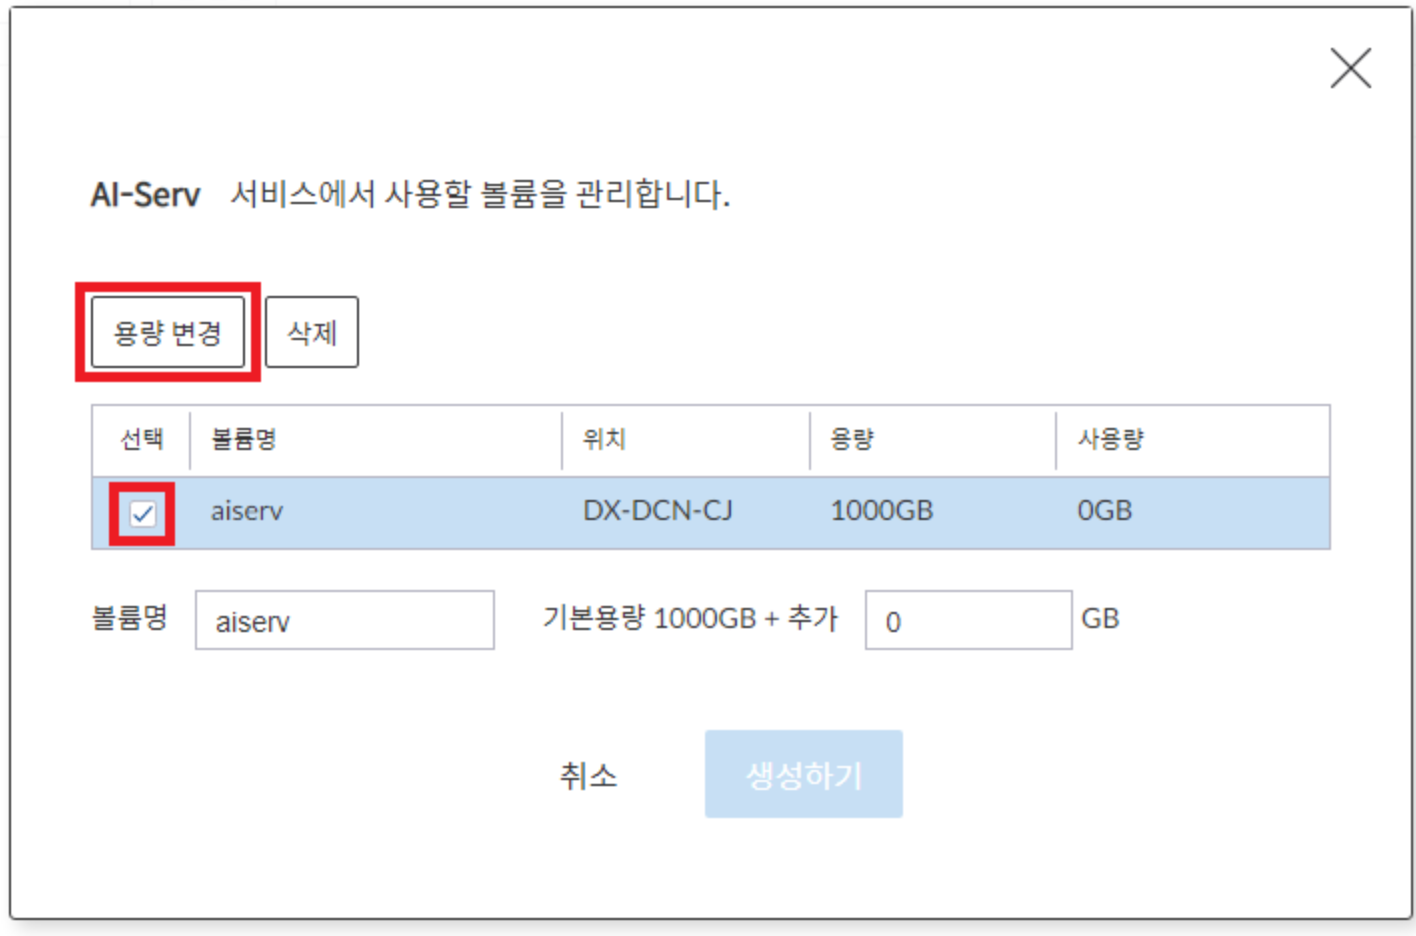 AI-Serv 서비스에서 사용할 볼륨을 관리합니다.
용량 변경 삭제
선택 볼륨명 위치 용량 사용량
aiserv DX-DCN-CJ 1000GB 0GB
볼륨명 aiserv 기본용량 1000GB + 추가 0 GB
취소 생성하기